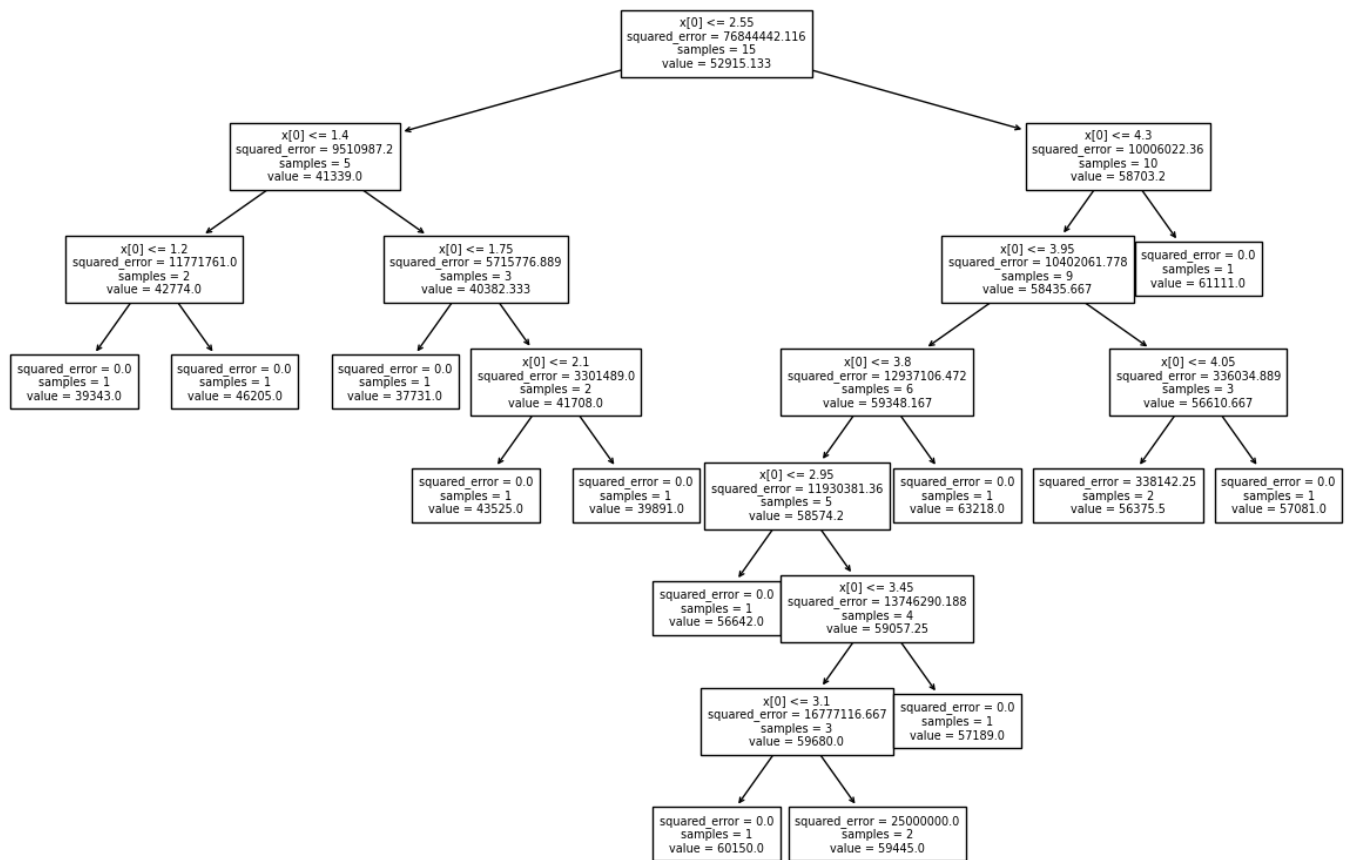 x[0] <= 2.55
squared_error = 76844442.116
samples = 15
value = 52915.133
x[0] <= 1.4
squared_error = 9510987.2
samples = 5
value = 41339.0
x[0] <= 4.3
squared_error = 10006022.36
samples = 10
value = 58703.2
x[0] <= 1.2
squared_error = 11771761.0
samples = 2
value = 42774.0
x[0] <= 1.75
squared_error = 5715776.889
samples = 3
value = 40382.333
x[0] <= 3.95
squared_error = 10402061.778
samples = 9
value = 58435.667
squared_error = 0.0
samples = 1
value = 61111.0
squared_error = 0.0
samples = 1
value = 39343.0
squared_error = 0.0
samples = 1
value = 46205.0
squared_error = 0.0
samples = 1
value = 37731.0
x[0] <= 2.1
squared_error = 3301489.0
samples = 2
value = 41708.0
x[0] <= 3.8
squared_error = 12937106.472
samples = 6
value = 59348.167
x[0] <= 4.05
squared_error = 336034.889
samples = 3
value = 56610.667
squared_error = 0.0
samples = 1
value = 43525.0
squared_error = 0.0
samples = 1
value = 39891.0
x[0] <= 2.95
squared_error = 11930381.36
samples = 5
value = 58574.2
squared_error = 0.0
samples = 1
value = 63218.0
squared_error = 338142.25
samples = 2
value = 56375.5
squared_error = 0.0
samples = 1
value = 57081.0
squared_error = 0.0
samples = 1
value = 56642.0
x[0] <= 3.45
squared_error = 13746290.188
samples = 4
value = 59057.25
x[0] <= 3.1
squared_error = 16777116.667
samples = 3
value = 59680.0
squared_error = 0.0
samples = 1
value = 57189.0
squared_error = 0.0
samples = 1
value = 60150.0
squared_error = 25000000.0
samples = 2
value = 59445.0